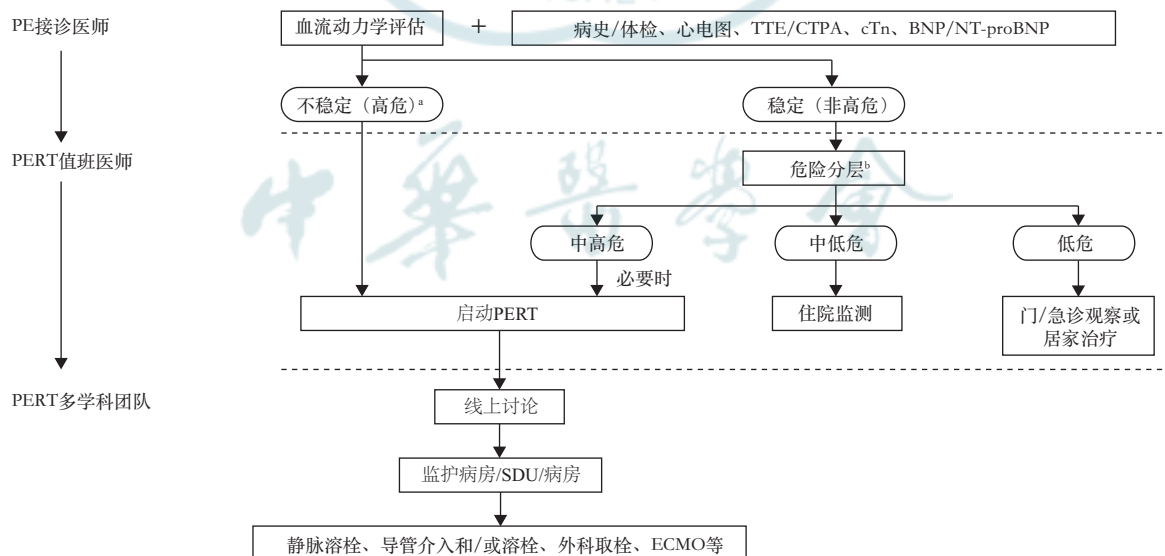 PE接诊医师
血流动力学评估 + 病史/体检、心电图、TTE/CTPA、cTn、BNP/NT-proBNP
不稳定（高危）a 稳定（非高危）
PERT值班医师
危险分层b
中高危 中低危 低危
必要时
启动PERT 住院监测 门/急诊观察或
居家治疗
PERT多学科团队
线上讨论
监护病房/SDU/病房
静脉溶栓、导管介入和/或溶栓、外科取栓、ECMO等
中華醫學會